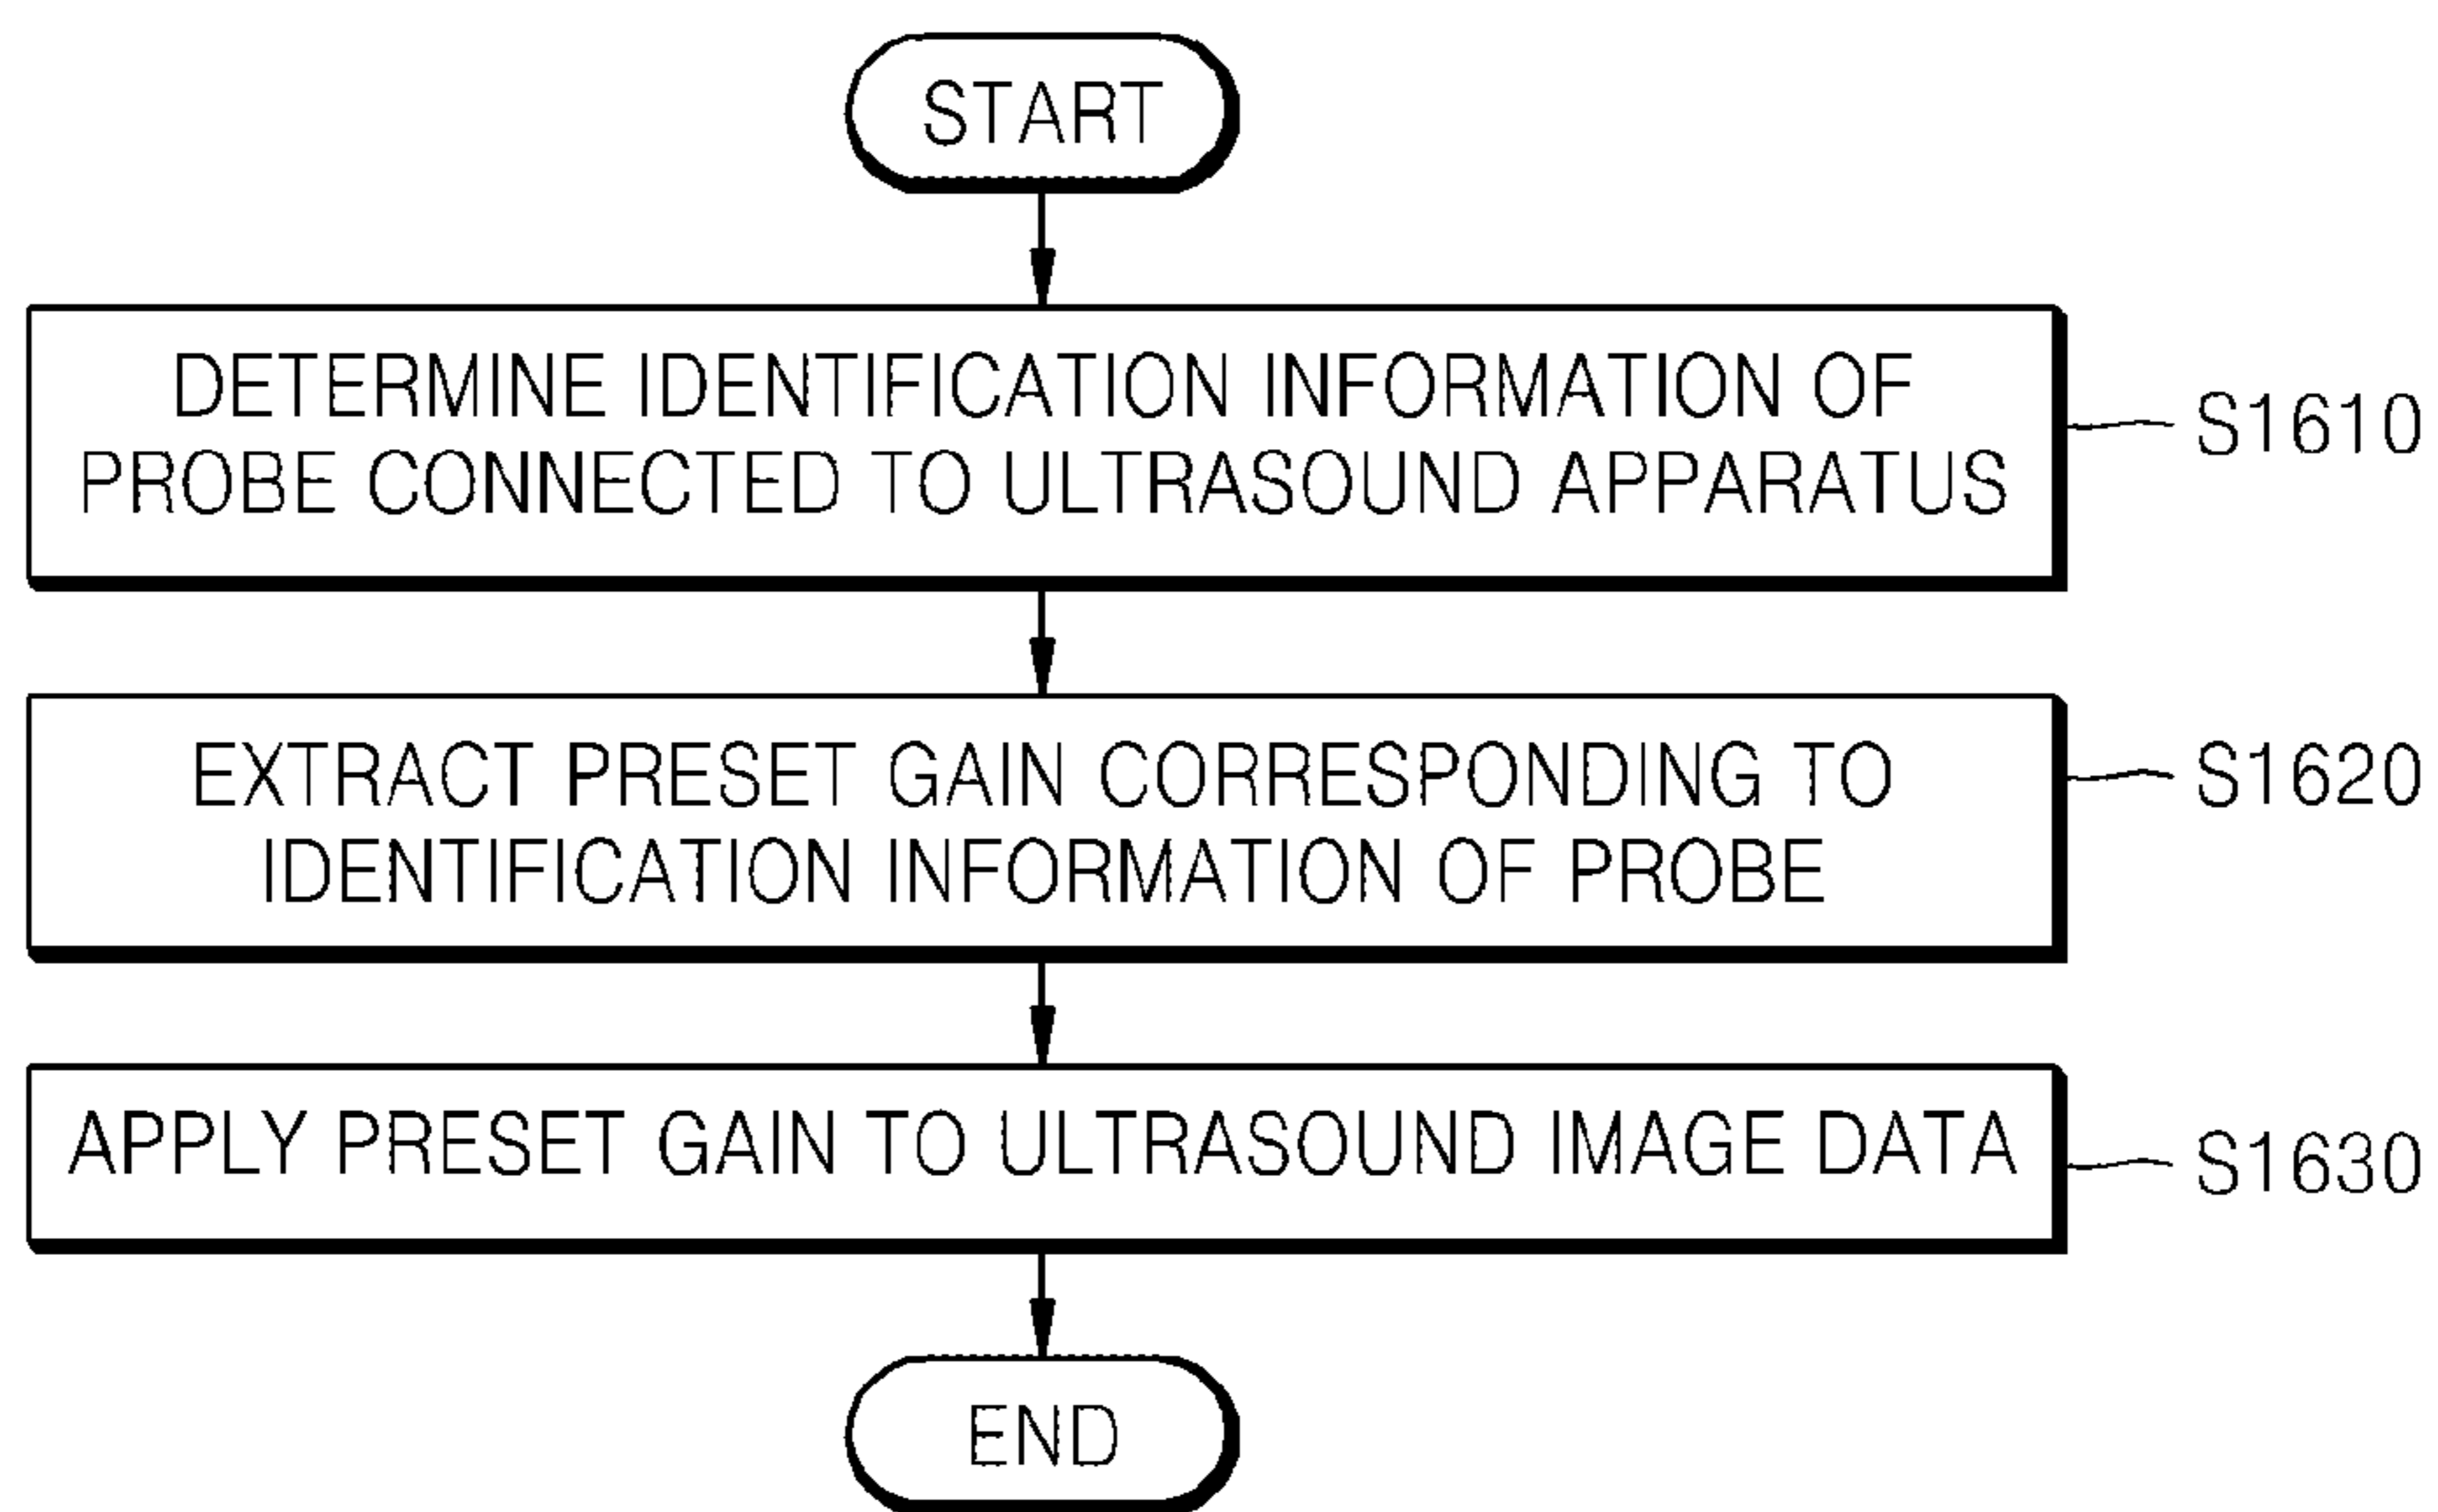 START
DETERMINE IDENTIFICATION INFORMATION OF
PROBE CONNECTED TO ULTRASOUND APPARATUS
S1610
EXTRACT PRESET GAIN CORRESPONDING TO
IDENTIFICATION INFORMATION OF PROBE
S1620
APPLY PRESET GAIN TO ULTRASOUND IMAGE DATA
S1630
END